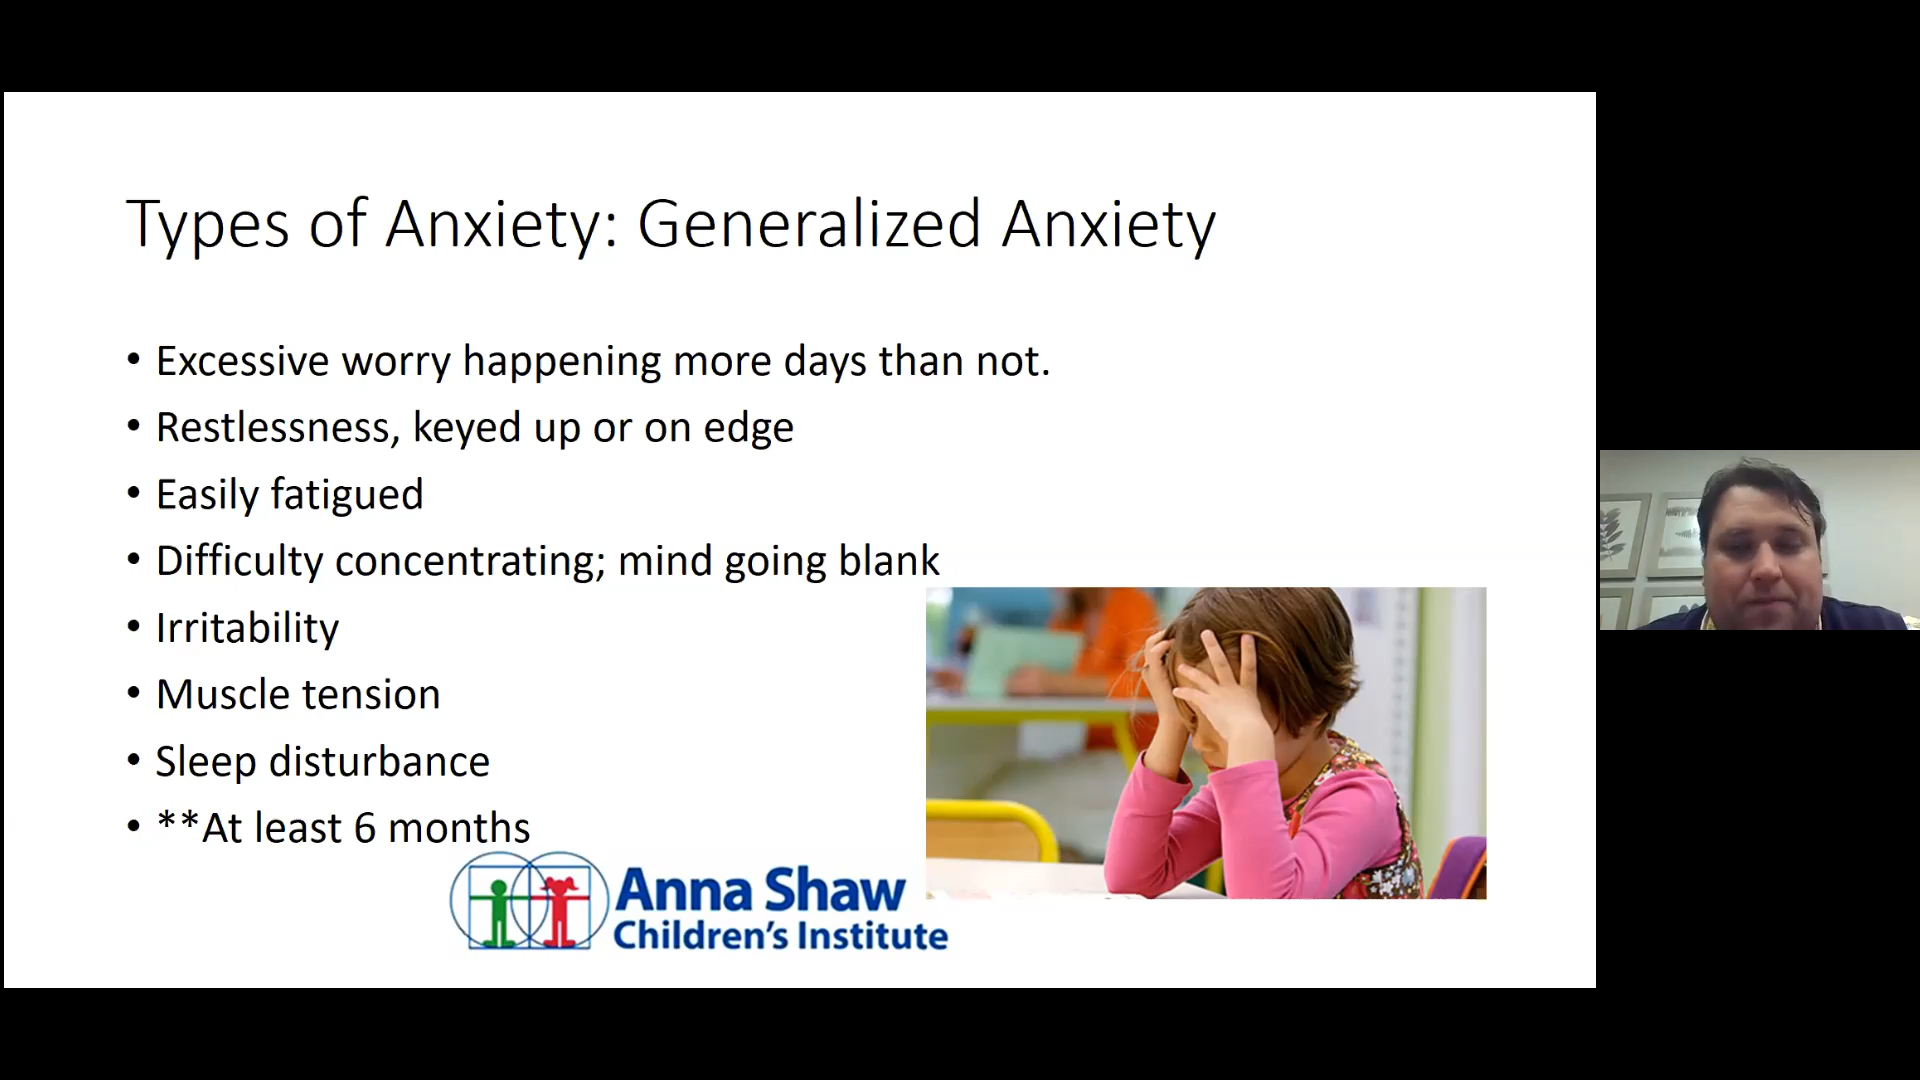 Types of Anxiety: Generalized Anxiety
• Excessive worry happening more days than not.
• Restlessness, keyed up or on edge
• Easily fatigued
• Difficulty concentrating; mind going blank
• Irritability
• Muscle tension
• Sleep disturbance
• **At least 6 months
Anna Shaw
Children's Institute